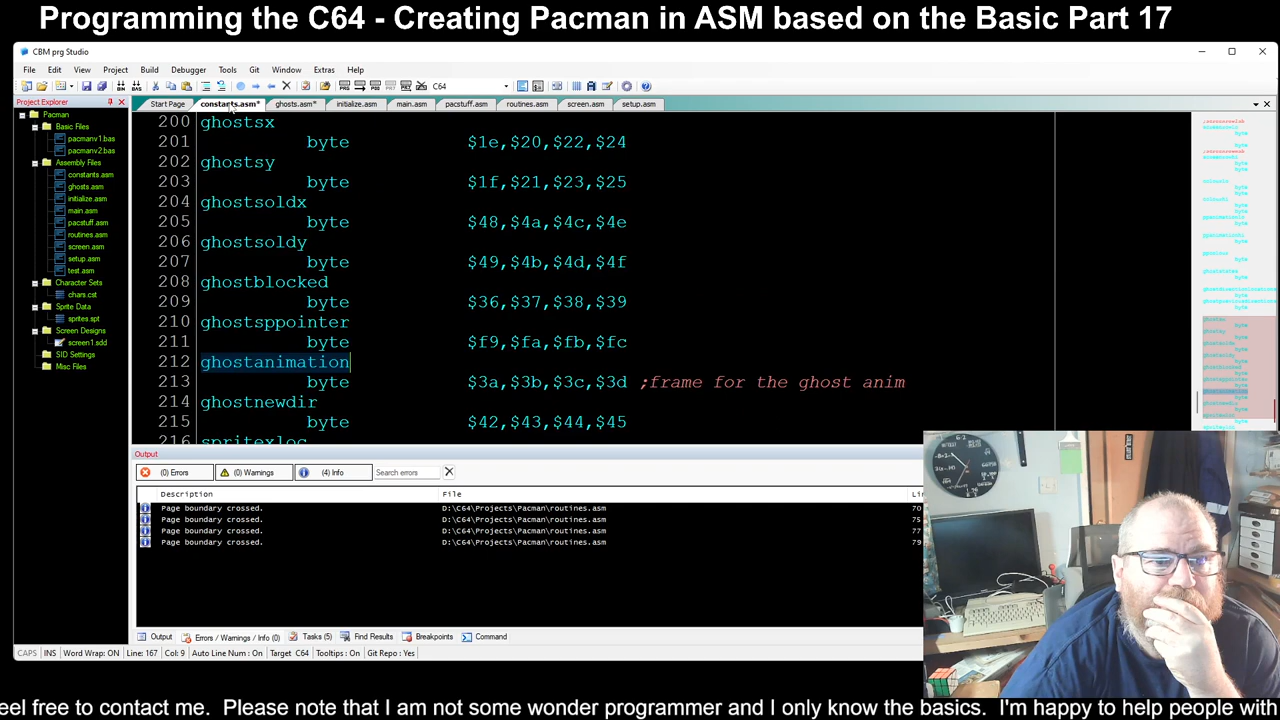 Programming the C64 - Creating Pacman in ASM based on the Basic Part 17
CBM prg Studio
File Edit View Project Build Debugger Tools Git Window Extras Help
C64
Project Explorer
Start Page constants.asm* ghosts.asm* initialize.asm main.asm pacstuff.asm routines.asm screen.asm setup.asm
Pacman
Basic Files
pacmanv1.bas
pacmanv2.bas
Assembly Files
constants.asm
ghosts.asm
initialize.asm
main.asm
pacstuff.asm
routines.asm
screen.asm
setup.asm
test.asm
Character Sets
chars.cst
Sprite Data
sprites.spt
Screen Designs
screen1.sdd
SID Settings
Misc Files
200 ghostsx
201 byte $1e,$20,$22,$24
202 ghostsy
203 byte $1f,$21,$23,$25
204 ghostsoldx
205 byte $48,$4a,$4c,$4e
206 ghostsoldy
207 byte $49,$4b,$4d,$4f
208 ghostblocked
209 byte $36,$37,$38,$39
210 ghostsppointer
211 byte $f9,$fa,$fb,$fc
212 ghostanimation
213 byte $3a,$3b,$3c,$3d ;frame for the ghost anim
214 ghostnewdir
215 byte $42,$43,$44,$45
216 spritexloc
Output
(0) Errors (0) Warnings (4) Info Search errors
Description File Li
Page boundary crossed. D:\C64\Projects\Pacman\routines.asm 70
Page boundary crossed. D:\C64\Projects\Pacman\routines.asm 75
Page boundary crossed. D:\C64\Projects\Pacman\routines.asm 77
Page boundary crossed. D:\C64\Projects\Pacman\routines.asm 79
Output Errors / Warnings / Info (0) Tasks (5) Find Results Breakpoints Command
CAPS INS Word Wrap: ON Line: 167 Col: 9 Auto Line Num : On Target C64 Tooltips : On Git Repo : Yes
eel free to contact me. Please note that I am not some wonder programmer and I only know the basics. I'm happy to help people with